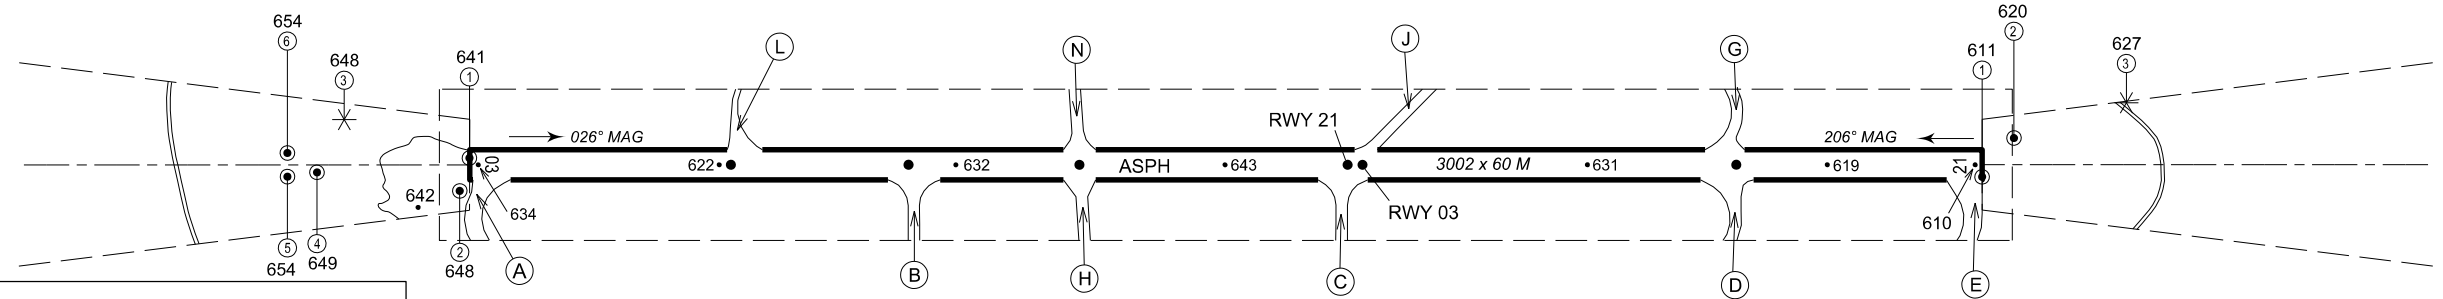 654
6
648
3
641
1
L
N
J
G
620
2
611
1
627
3
026° MAG
RWY 21
206° MAG
03
622
632
ASPH
643
3002 x 60 M
631
619
21
642
634
RWY 03
610
5
654
4
649
2
648
A
B
H
C
D
E